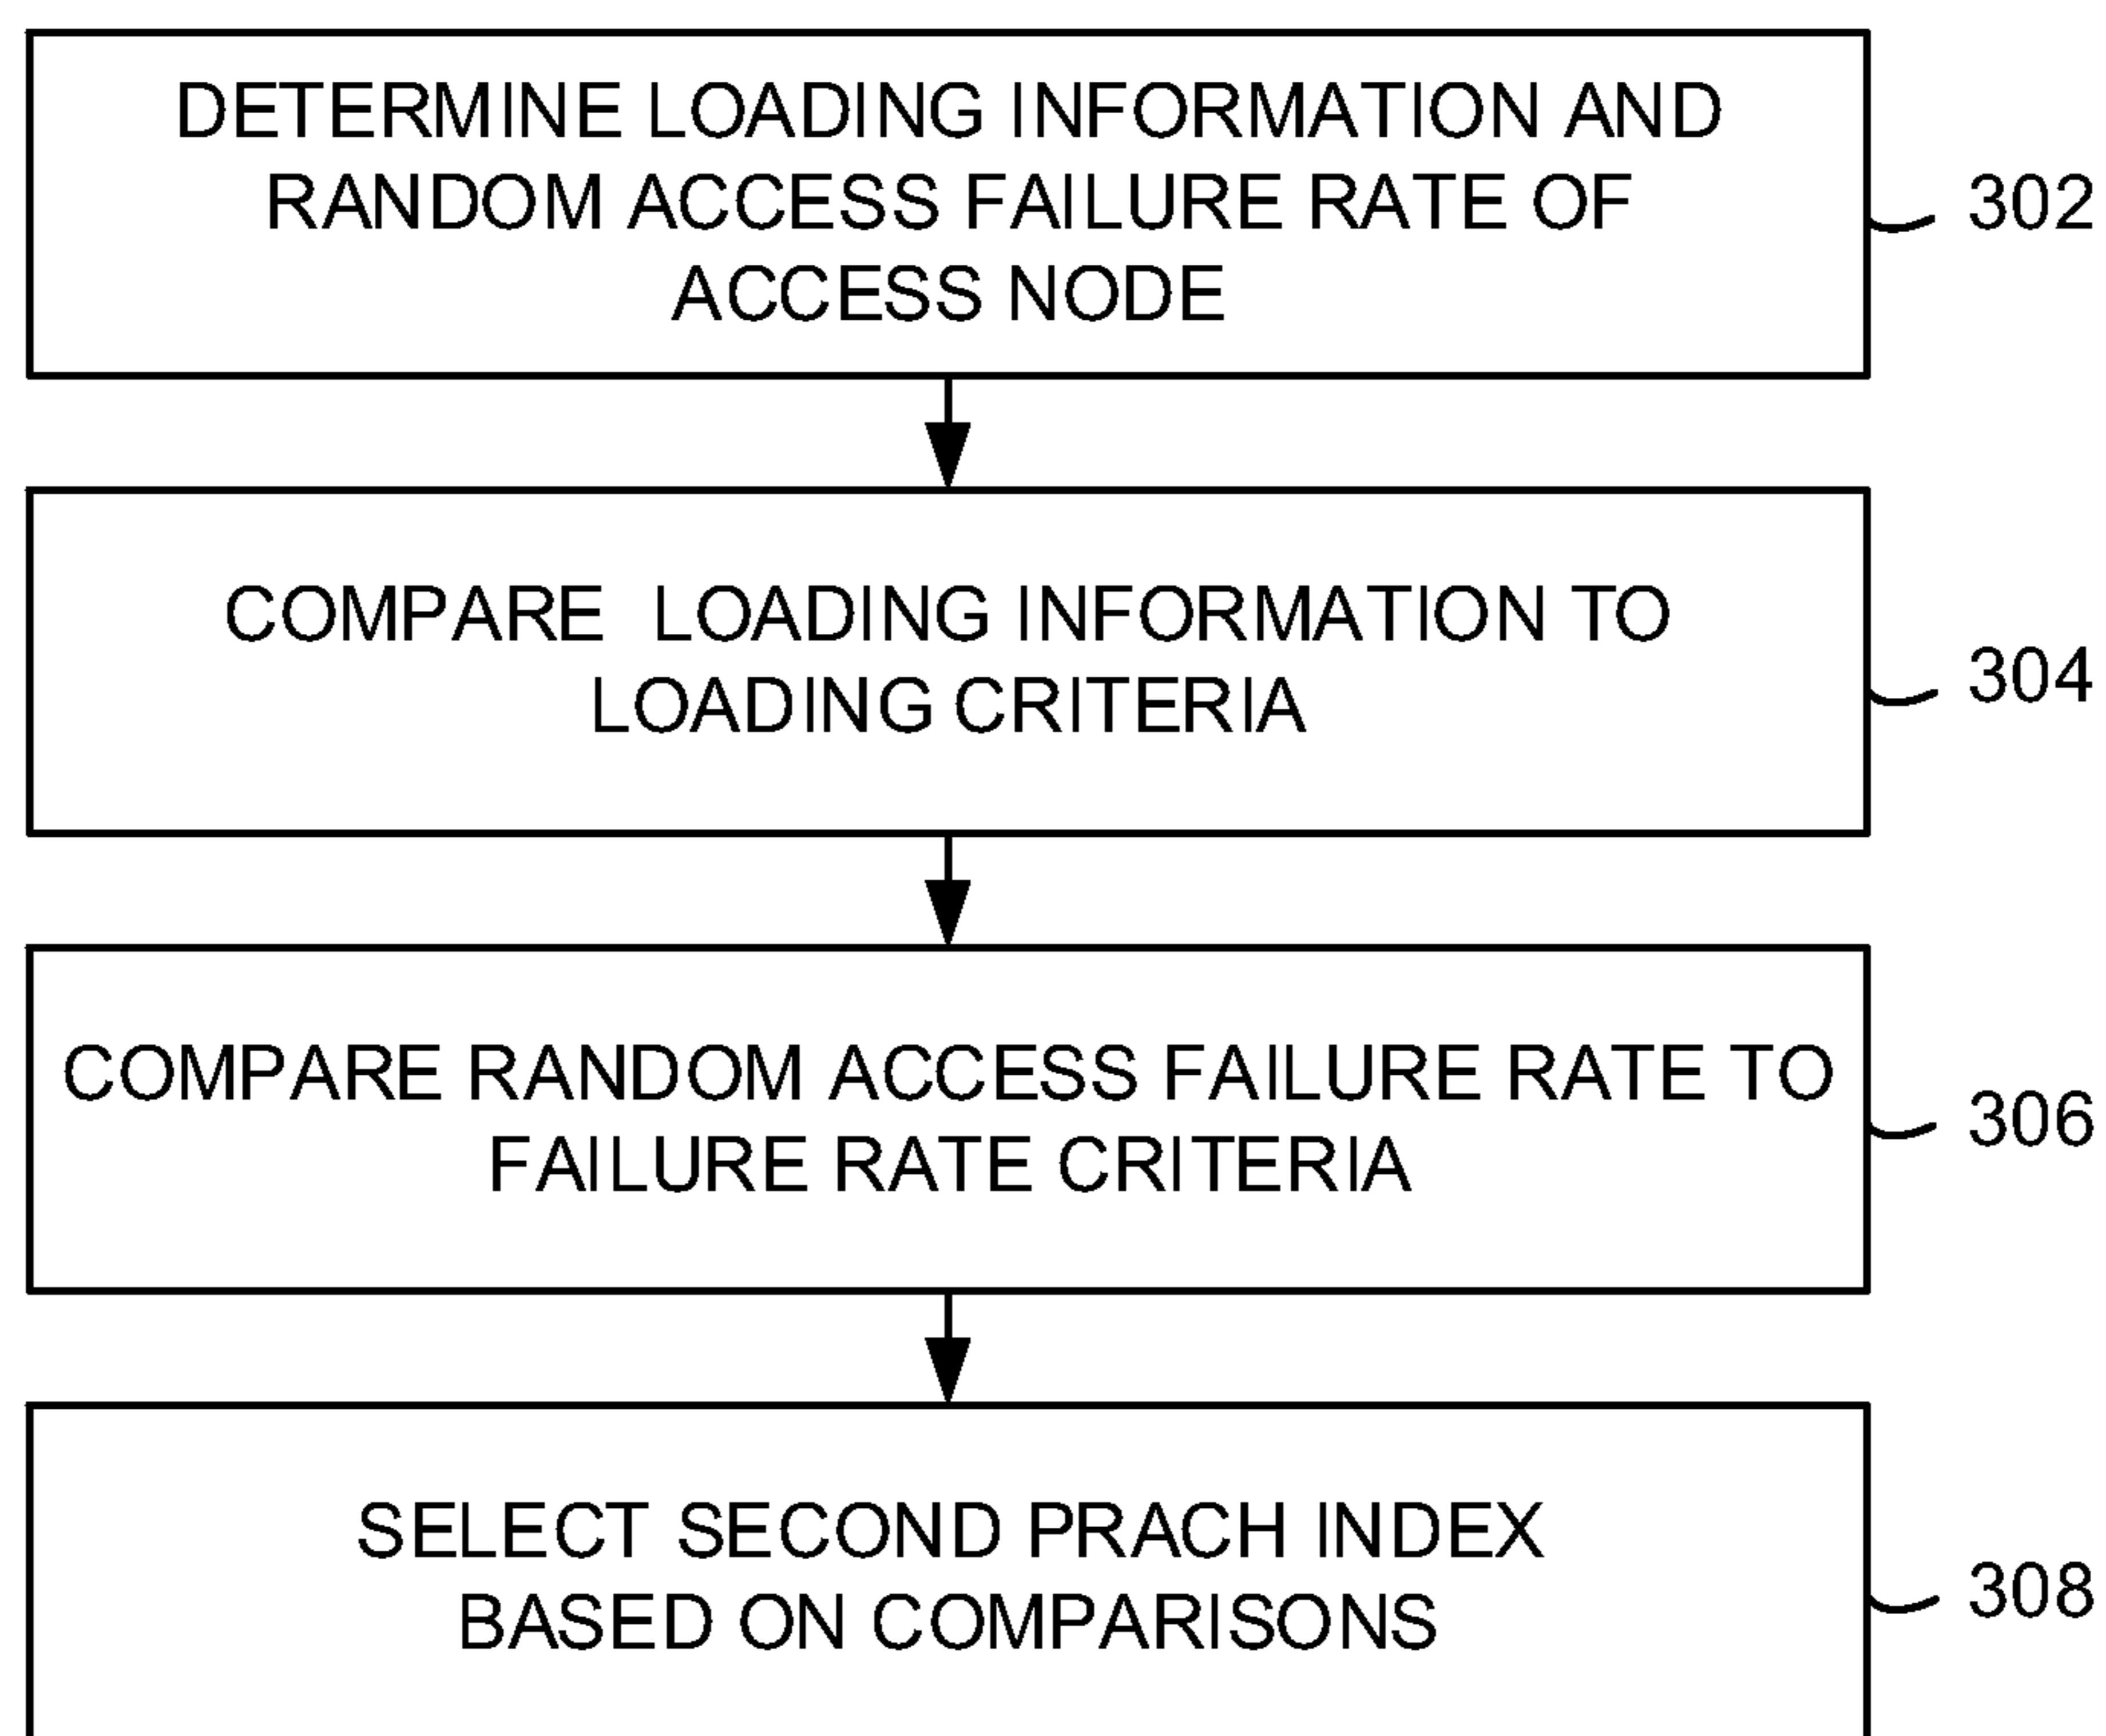 DETERMINE LOADING INFORMATION AND
RANDOM ACCESS FAILURE RATE OF
ACCESS NODE
302
COMPARE LOADING INFORMATION TO
LOADING CRITERIA
304
COMPARE RANDOM ACCESS FAILURE RATE TO
FAILURE RATE CRITERIA
306
SELECT SECOND PRACH INDEX
BASED ON COMPARISONS
308